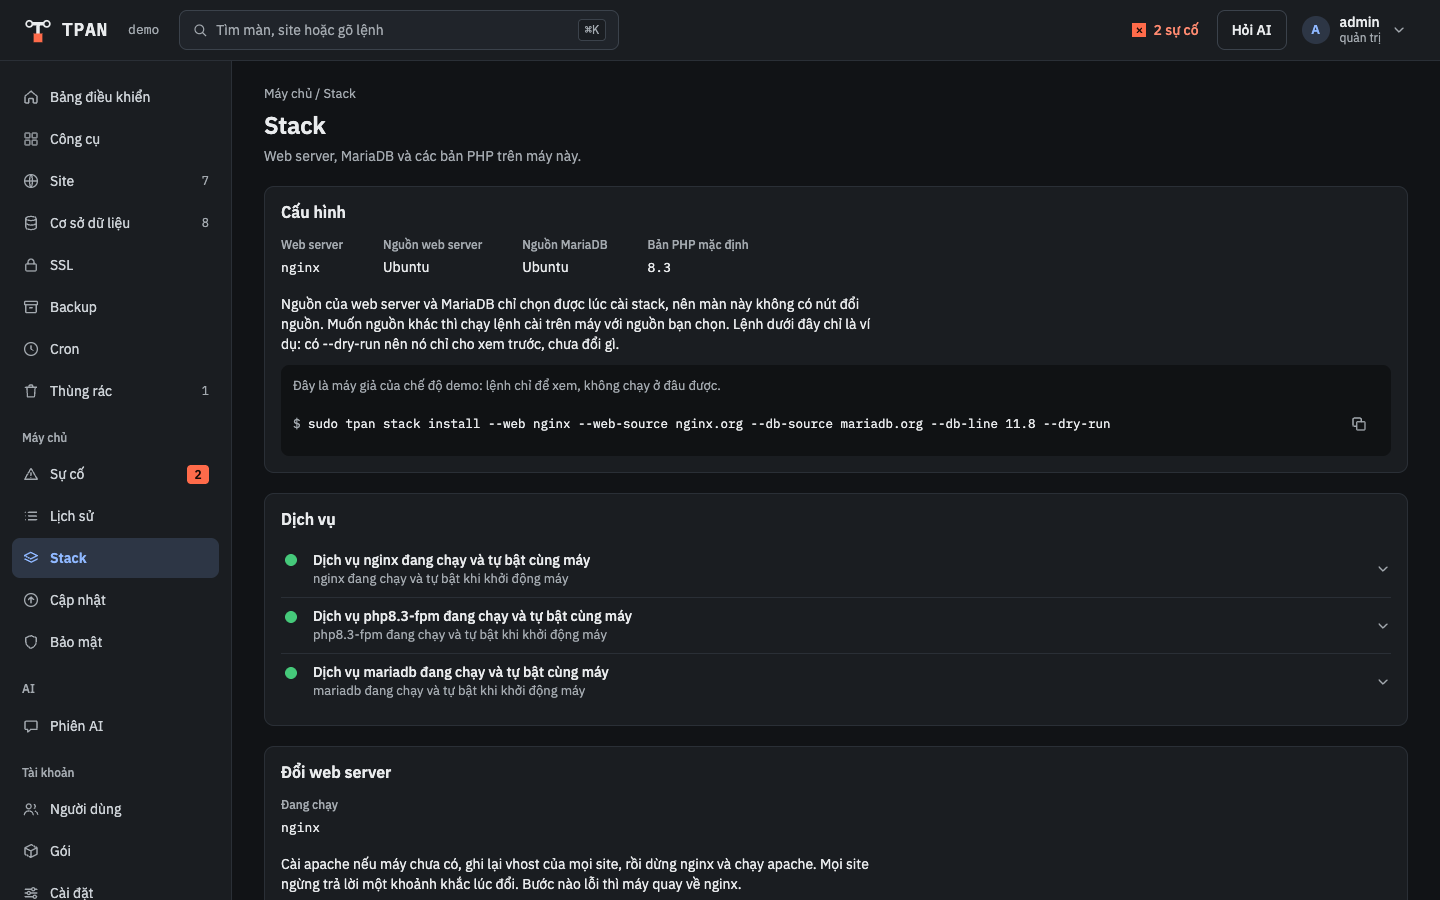 TPAN
demo
Tìm màn, site hoặc gõ lệnh
⌘K
2 sự cố
Hỏi AI
A
admin
quản trị
Bảng điều khiển
Công cụ
Site
7
Cơ sở dữ liệu
8
SSL
Backup
Cron
Thùng rác
1
Máy chủ
Sự cố
2
Lịch sử
Stack
Cập nhật
Bảo mật
AI
Phiên AI
Tài khoản
Người dùng
Gói
Cài đặt
Máy chủ / Stack
Stack
Web server, MariaDB và các bản PHP trên máy này.
Cấu hình
Web server
nginx
Nguồn web server
Ubuntu
Nguồn MariaDB
Ubuntu
Bản PHP mặc định
8.3
Nguồn của web server và MariaDB chỉ chọn được lúc cài stack, nên màn này không có nút đổi
nguồn. Muốn nguồn khác thì chạy lệnh cài trên máy với nguồn bạn chọn. Lệnh dưới đây chỉ là ví
dụ: có --dry-run nên nó chỉ cho xem trước, chưa đổi gì.
Đây là máy giả của chế độ demo: lệnh chỉ để xem, không chạy ở đâu được.
$ sudo tpan stack install --web nginx --web-source nginx.org --db-source mariadb.org --db-line 11.8 --dry-run
Dịch vụ
Dịch vụ nginx đang chạy và tự bật cùng máy
nginx đang chạy và tự bật khi khởi động máy
Dịch vụ php8.3-fpm đang chạy và tự bật cùng máy
php8.3-fpm đang chạy và tự bật khi khởi động máy
Dịch vụ mariadb đang chạy và tự bật cùng máy
mariadb đang chạy và tự bật khi khởi động máy
Đổi web server
Đang chạy
nginx
Cài apache nếu máy chưa có, ghi lại vhost của mọi site, rồi dừng nginx và chạy apache. Mọi site
ngừng trả lời một khoảnh khắc lúc đổi. Bước nào lỗi thì máy quay về nginx.